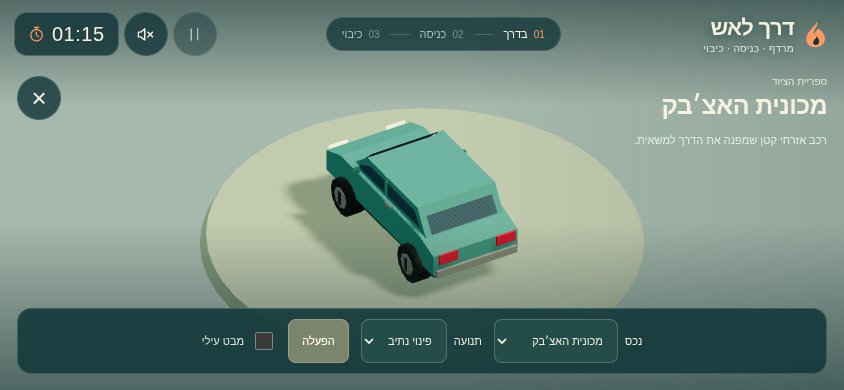 דרך לאש
מרדף · כניסה · כיבוי
01 בדרך 02 כניסה 03 כיבוי
01:15
ספריית הציוד
מכונית האצ׳בק
רכב אזרחי קטן שמפנה את הדרך למשאית.
נכס מכונית האצ׳בק תנועה פינוי נתיב הפעלה מבט עילי